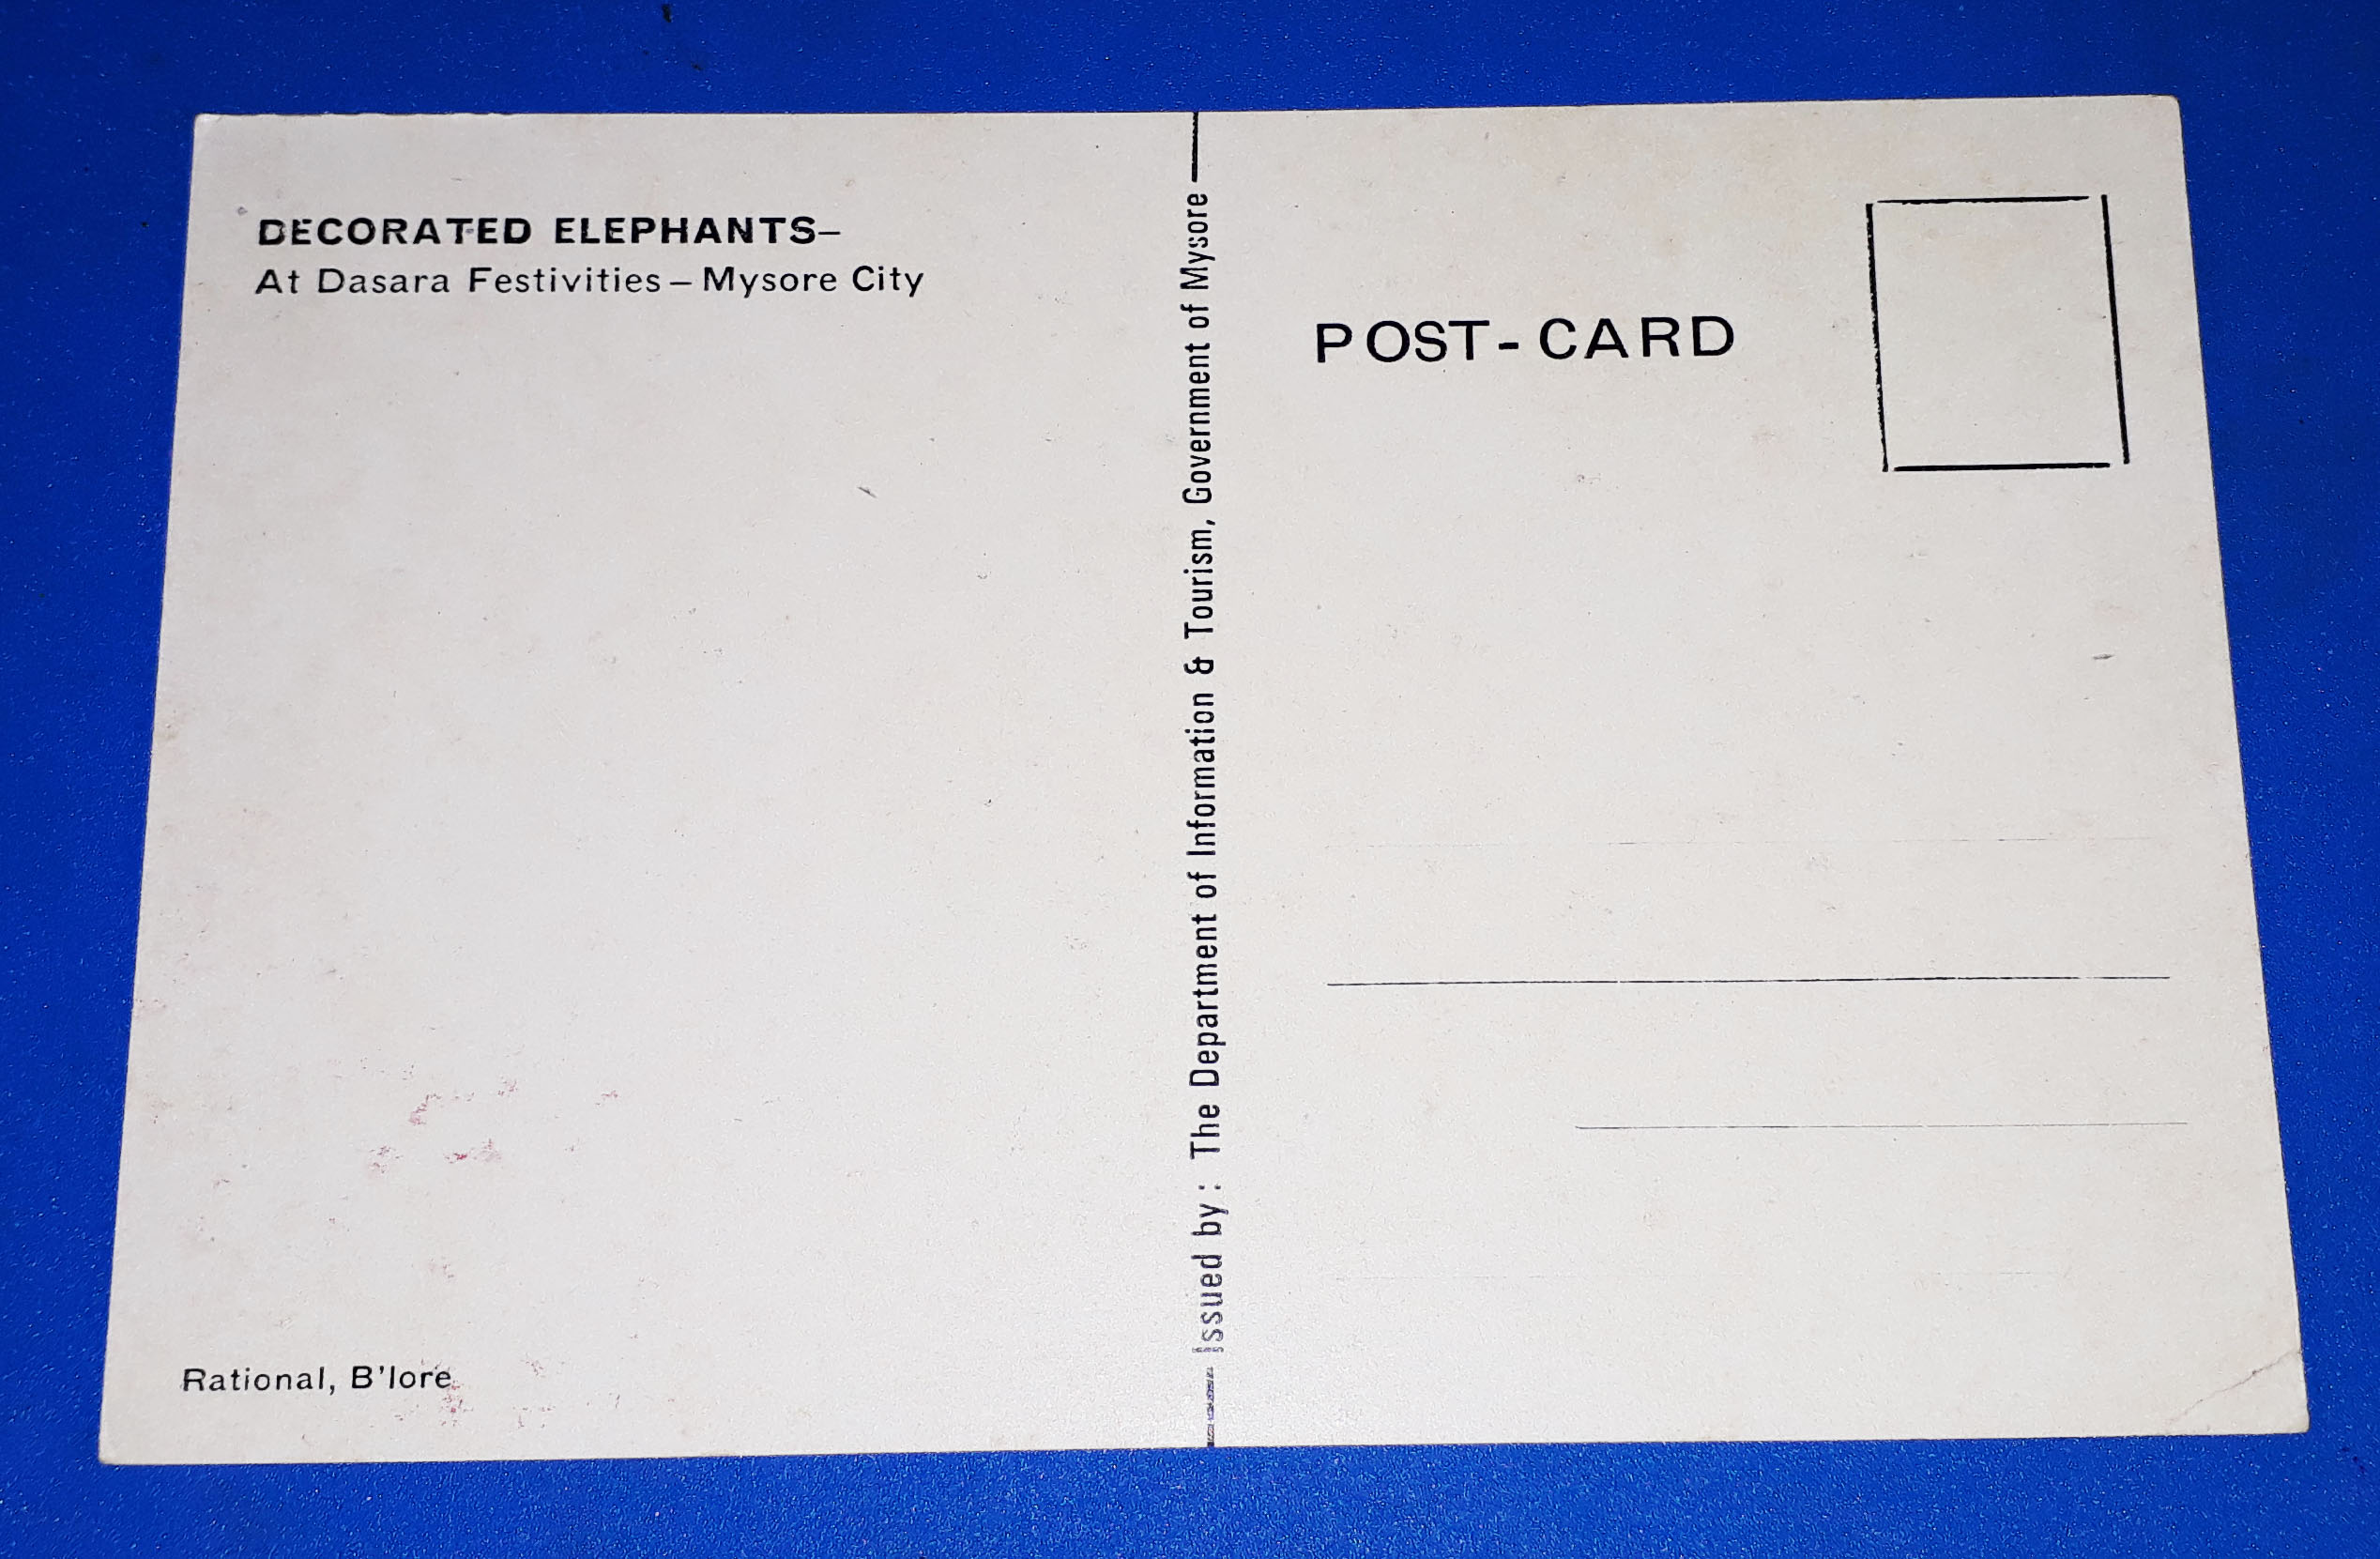 DECORATED ELEPHANTS–
At Dasara Festivities – Mysore City
Rational, B'lore
Issued by : The Department of Information & Tourism, Government of Mysore
POST-CARD